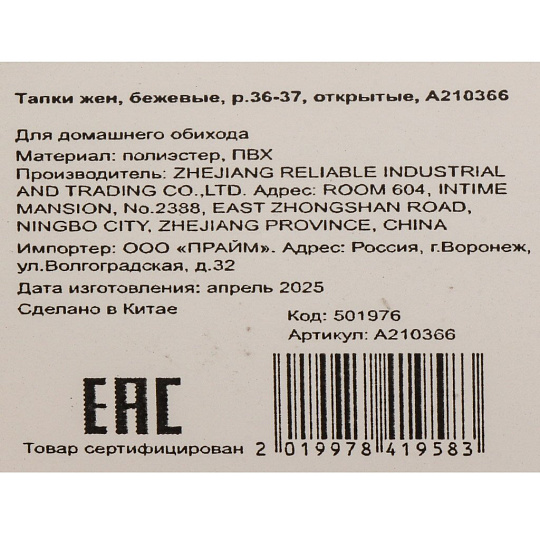 Тапки жен, бежевые, р.36-37, открытые, А210366
Для домашнего обихода
Материал: полиэстер, ПВХ
Производитель: ZHEJIANG RELIABLE INDUSTRIAL
AND TRADING CO.,LTD. Адрес: ROOM 604, INTIME
MANSION, No.2388, EAST ZHONGSHAN ROAD,
NINGBO CITY, ZHEJIANG PROVINCE, CHINA
Импортер: ООО «ПРАЙМ». Адрес: Россия, г.Воронеж,
ул.Волгоградская, д.32
Дата изготовления: апрель 2025
Сделано в Китае
Код: 501976
Артикул: А210366
ЕАС
Товар сертифицирован
2 019978 419583